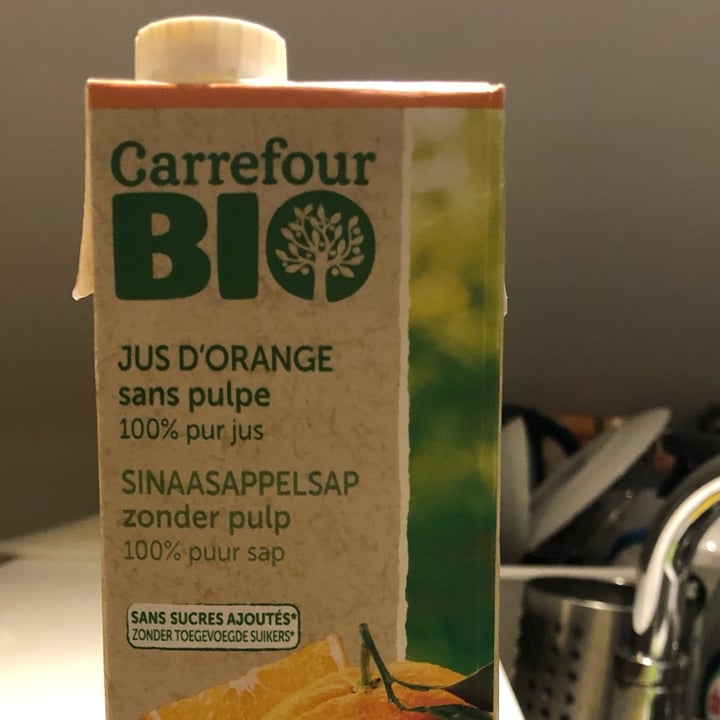 Carrefour
BIO
JUS D'ORANGE
sans pulpe
100% pur jus
SINAASAPPELSAP
zonder pulp
100% puur sap
SANS SUCRES AJOUTÉS*
ZONDER TOEGEVOEGDE SUIKERS*